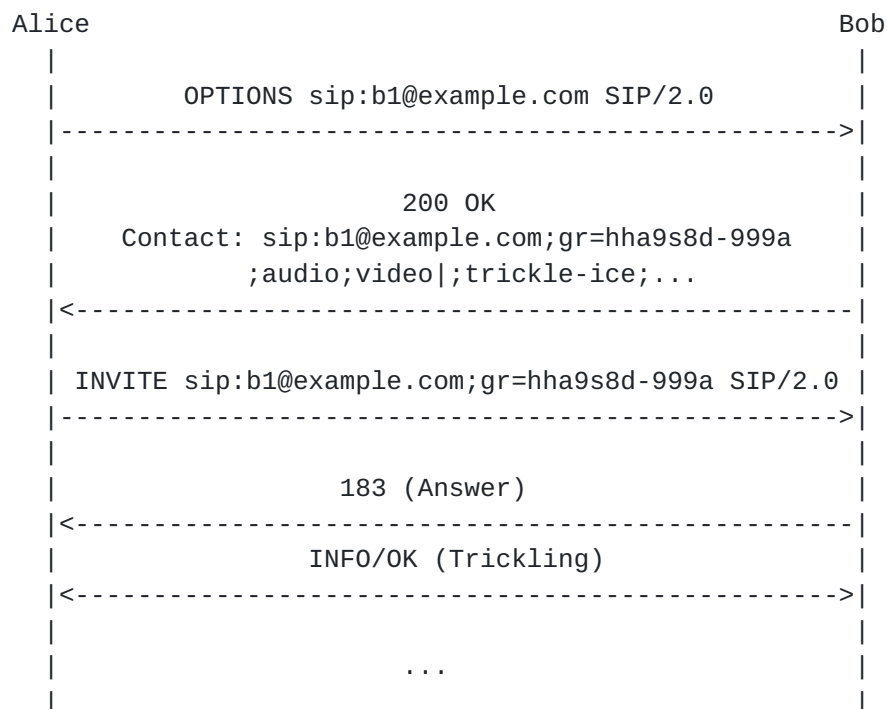 Alice Bob
OPTIONS sip:b1@example.com SIP/2.0
200 OK
Contact: sip:b1@example.com;gr=hha9s8d-999a
;audio;video|;trickle-ice;...
INVITE sip:b1@example.com;gr=hha9s8d-999a SIP/2.0
183 (Answer)
INFO/OK (Trickling)
...